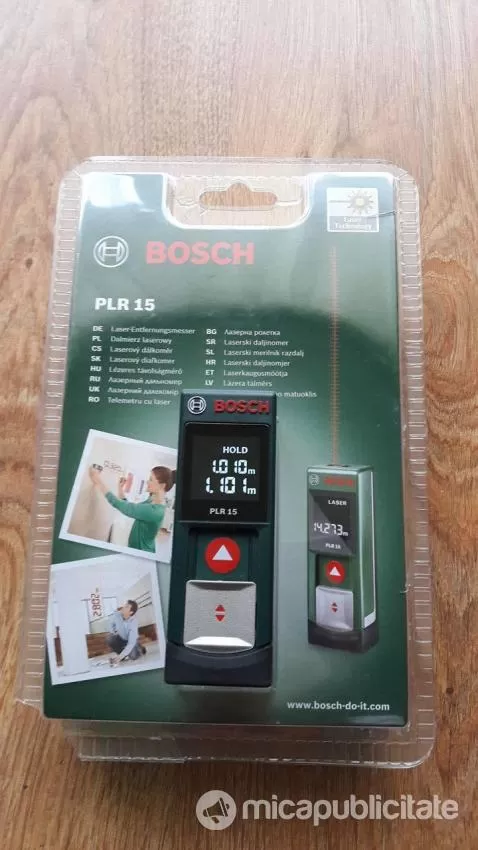 Laser
Technology
BOSCH
PLR 15
DE Laser-Entfernungsmesser
PL Dalmierz laserowy
CS Laserový dálkoměr
SK Laserový diaľkomer
HU Lézeres távolságmérő
RU Лазерный дальномер
UK Лазерний далекомір
RO Telemetru cu laser
BG Лазерна ролетка
SR Laserski daljinomer
SL Laserski merilnik razdalj
HR Laserski daljinomjer
ET Laserkaugusmõõtja
LV Lāzera tālmērs
matuoklis
BOSCH
HOLD
1.010m
1.101m
PLR 15
BOSCH
LASER
14.273m
PLR 15
2.802
www.bosch-do-it.com
micapublicitate